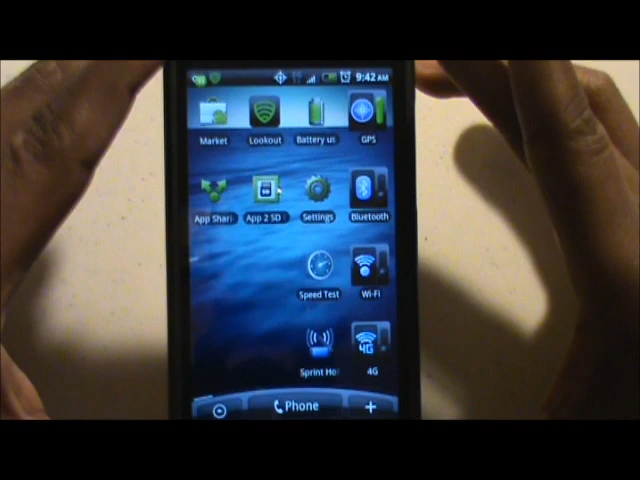 9:42 AM
Market Lookout Battery us GPS
App Shari App 2 SD Settings Bluetooth
Speed Test Wi-Fi
4G
Sprint Ho 4G
Phone +